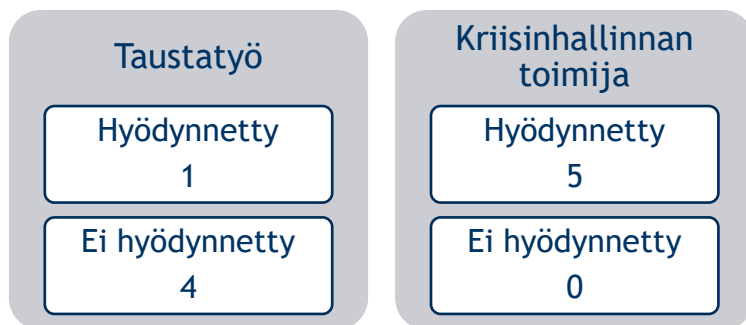 Taustatyö
Hyödynnetty
1
Ei hyödynnetty
4
Kriisinhallinnan
toimija
Hyödynnetty
5
Ei hyödynnetty
0